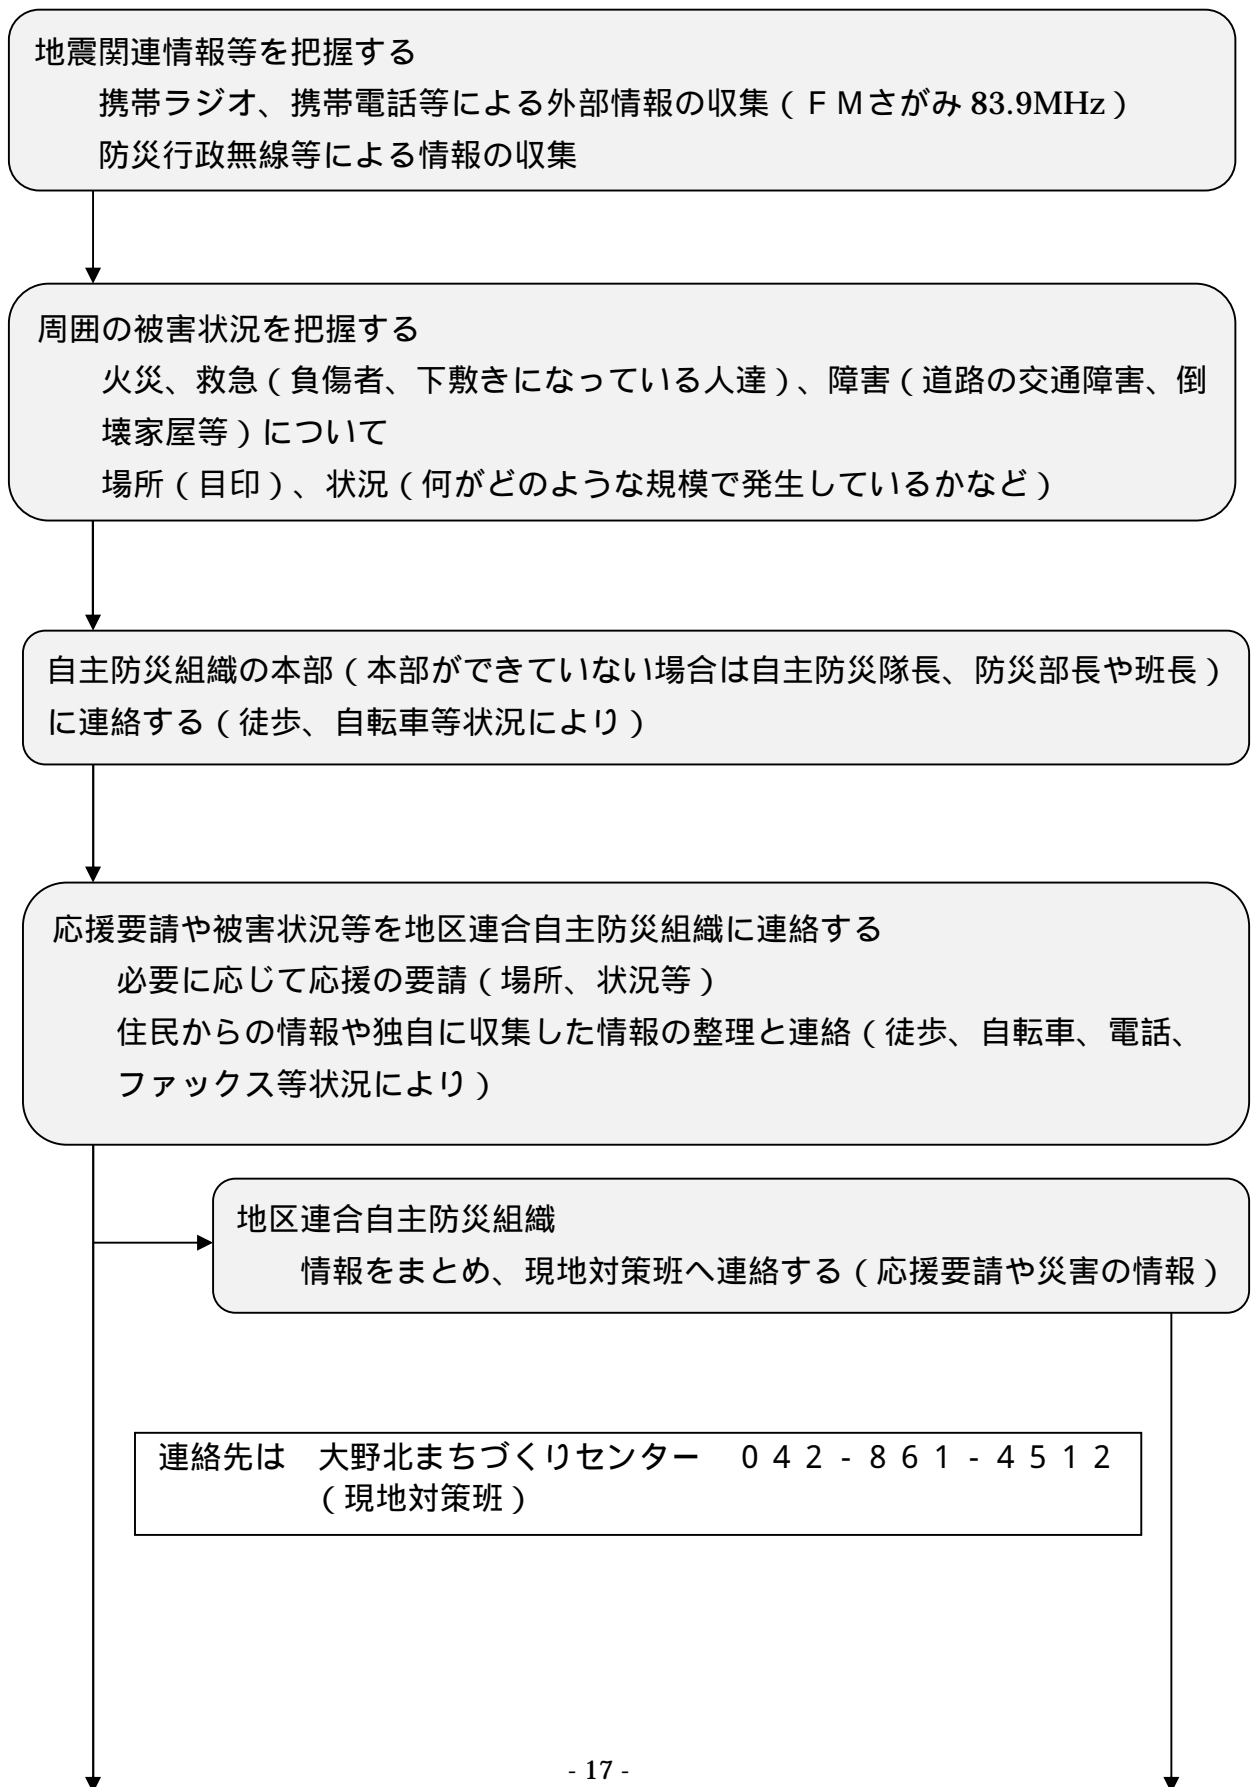 地震関連情報等を把握する
携帯ラジオ、携帯電話等による外部情報の収集（ＦＭさがみ 83.9MHz）
防災行政無線等による情報の収集
周囲の被害状況を把握する
火災、救急（負傷者、下敷きになっている人達）、障害（道路の交通障害、倒
壊家屋等）について
場所（目印）、状況（何がどのような規模で発生しているかなど）
自主防災組織の本部（本部ができていない場合は自主防災隊長、防災部長や班長）
に連絡する（徒歩、自転車等状況により）
応援要請や被害状況等を地区連合自主防災組織に連絡する
必要に応じて応援の要請（場所、状況等）
住民からの情報や独自に収集した情報の整理と連絡（徒歩、自転車、電話、
ファックス等状況により）
地区連合自主防災組織
情報をまとめ、現地対策班へ連絡する（応援要請や災害の情報）
連絡先は　大野北まちづくりセンター　０４２-８６１-４５１２
（現地対策班）
- 17 -